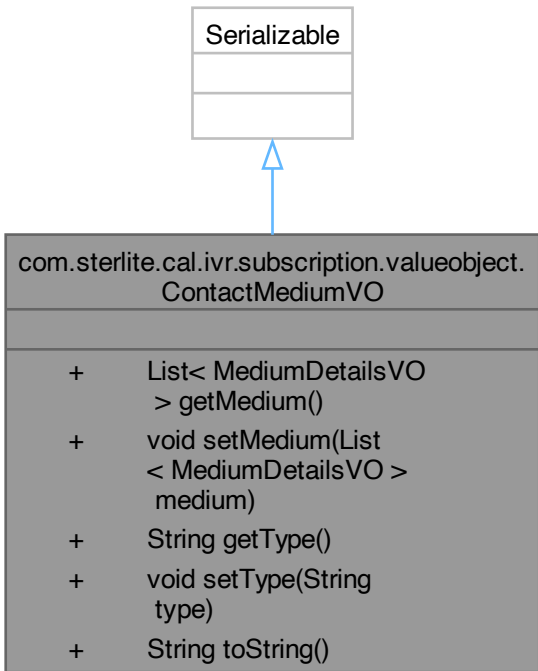 Serializable
com.sterlite.cal.ivr.subscription.valueobject.
ContactMediumVO
+ List< MediumDetailsVO
> getMedium()
+ void setMedium(List
< MediumDetailsVO >
medium)
+ String getType()
+ void setType(String
type)
+ String toString()